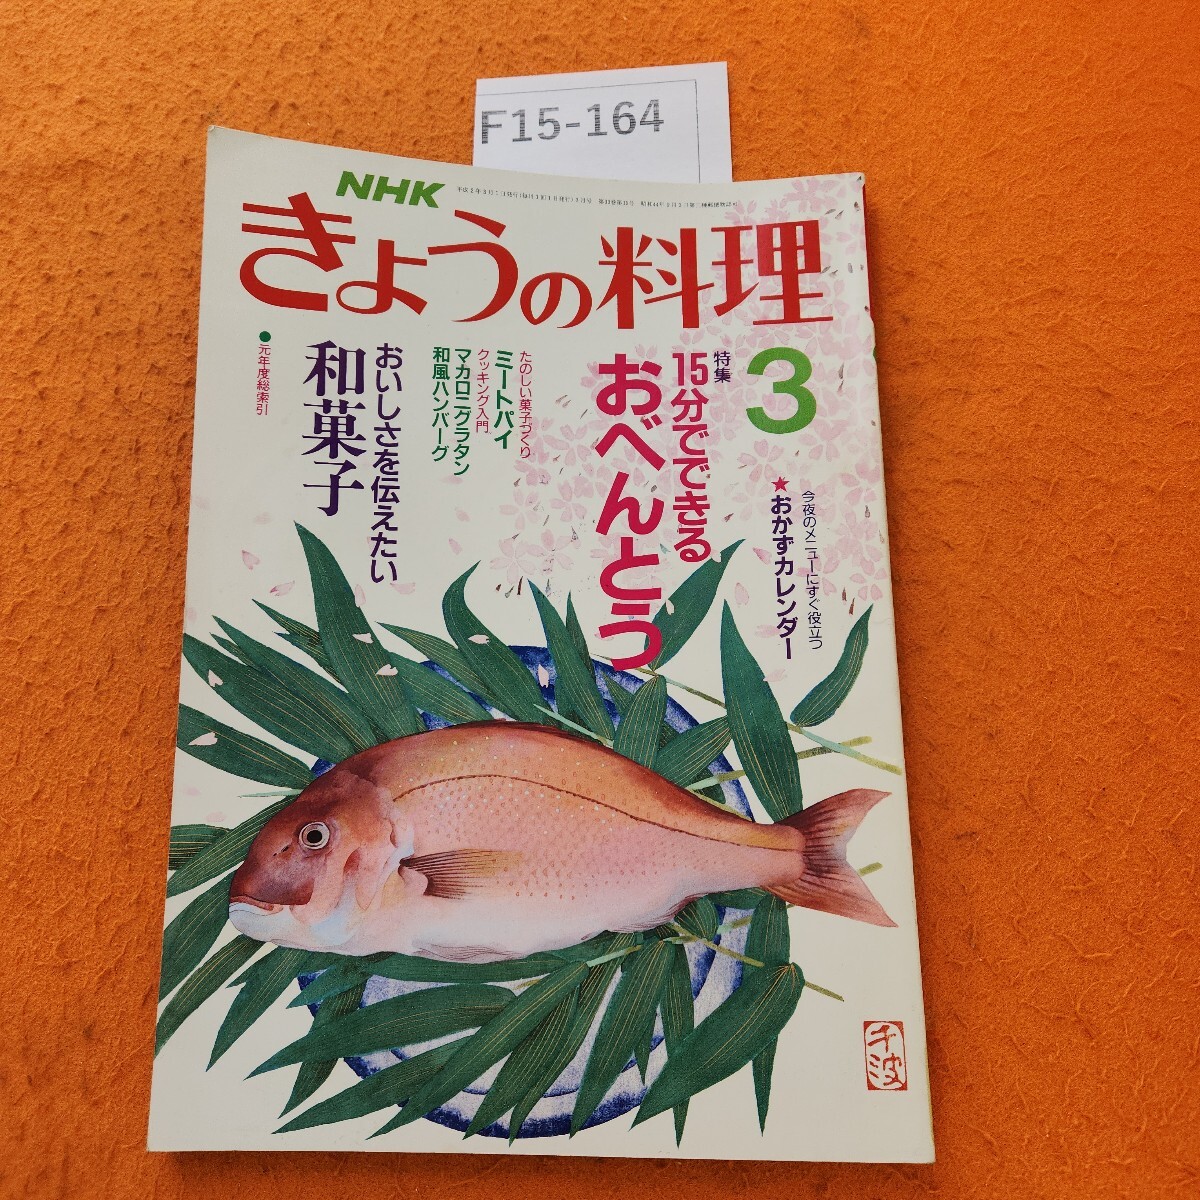 F15-164
NHK
きょうの料理
3
特集
15分でできる
おべんとう
★おかずカレンダー
今夜のメニューにすぐ役立つ
たのしい菓子づくり
ミートパイ
クッキング入門
マカロニグラタン
和風ハンバーグ
おいしさを伝えたい
和菓子
●元年度総索引
千波